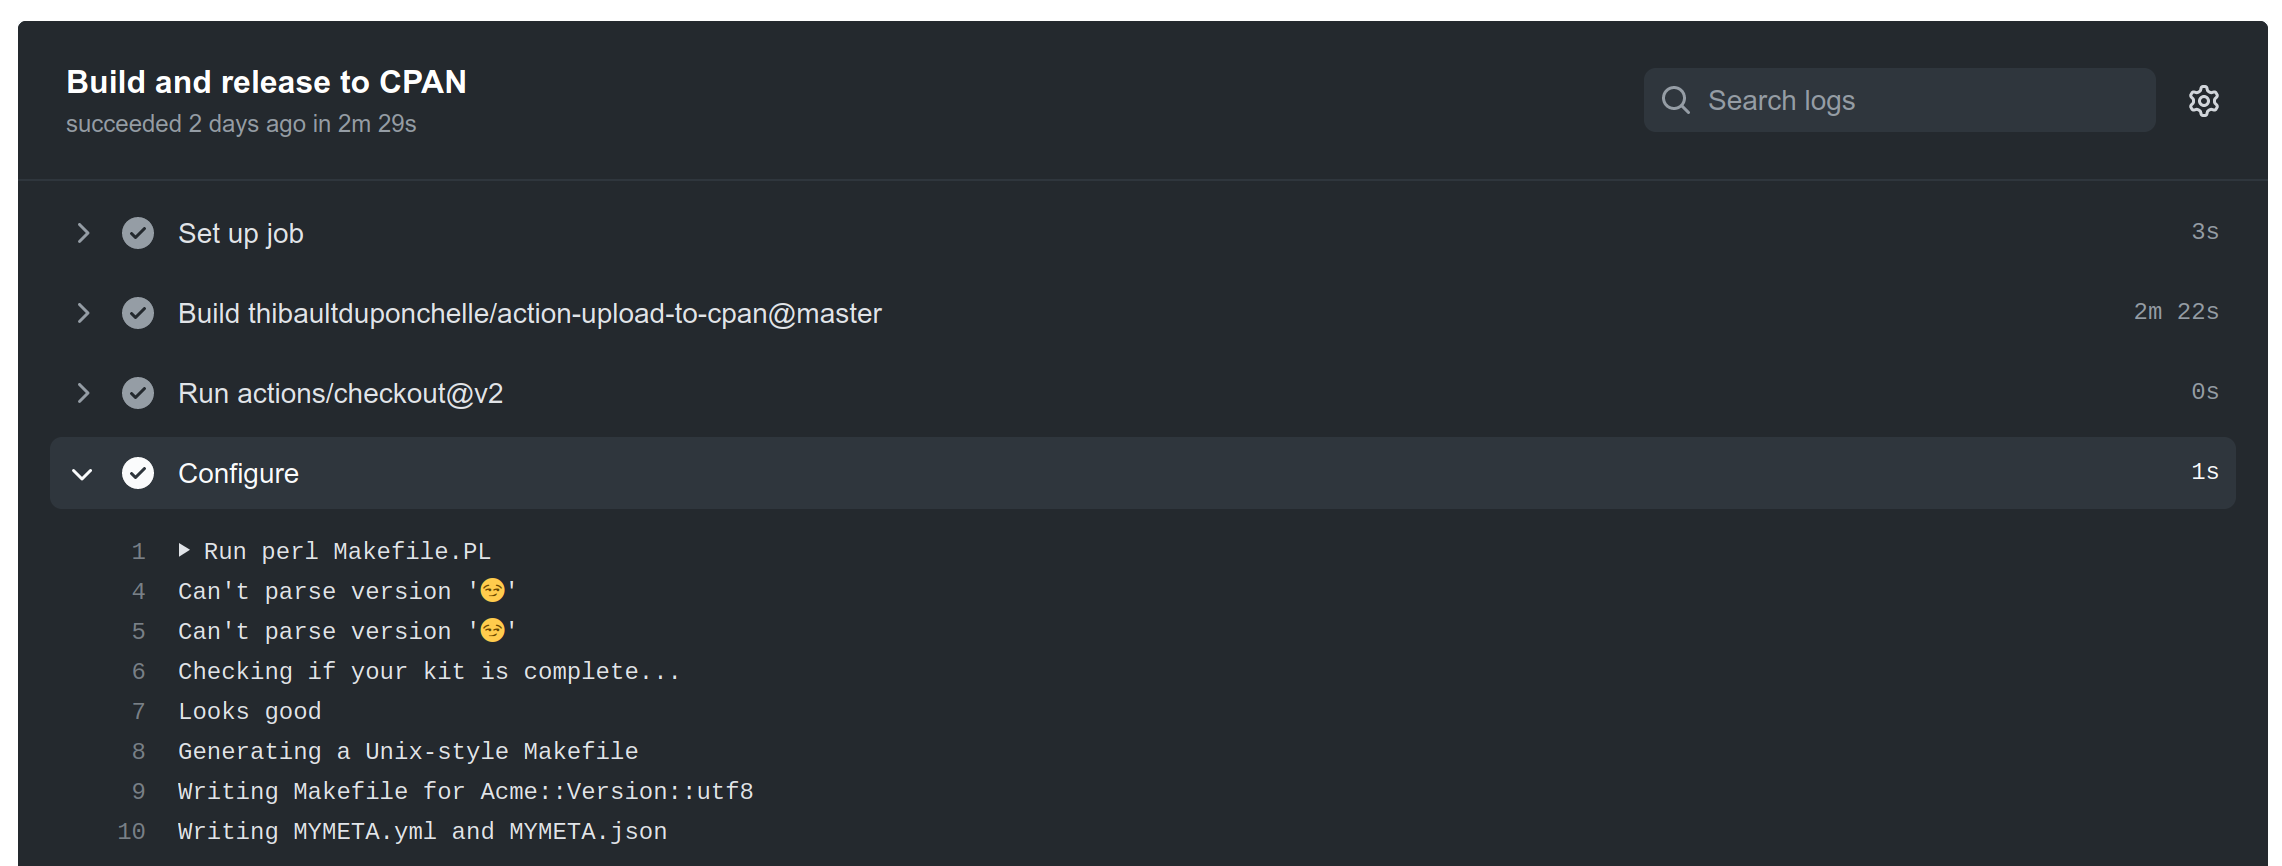 Build and release to CPAN
succeeded 2 days ago in 2m 29s
Search logs
Set up job 3s
Build thibaultduponchelle/action-upload-to-cpan@master 2m 22s
Run actions/checkout@v2 0s
Configure 1s
1 Run perl Makefile.PL
4 Can't parse version '😏'
5 Can't parse version '😏'
6 Checking if your kit is complete...
7 Looks good
8 Generating a Unix-style Makefile
9 Writing Makefile for Acme::Version::utf8
10 Writing MYMETA.yml and MYMETA.json